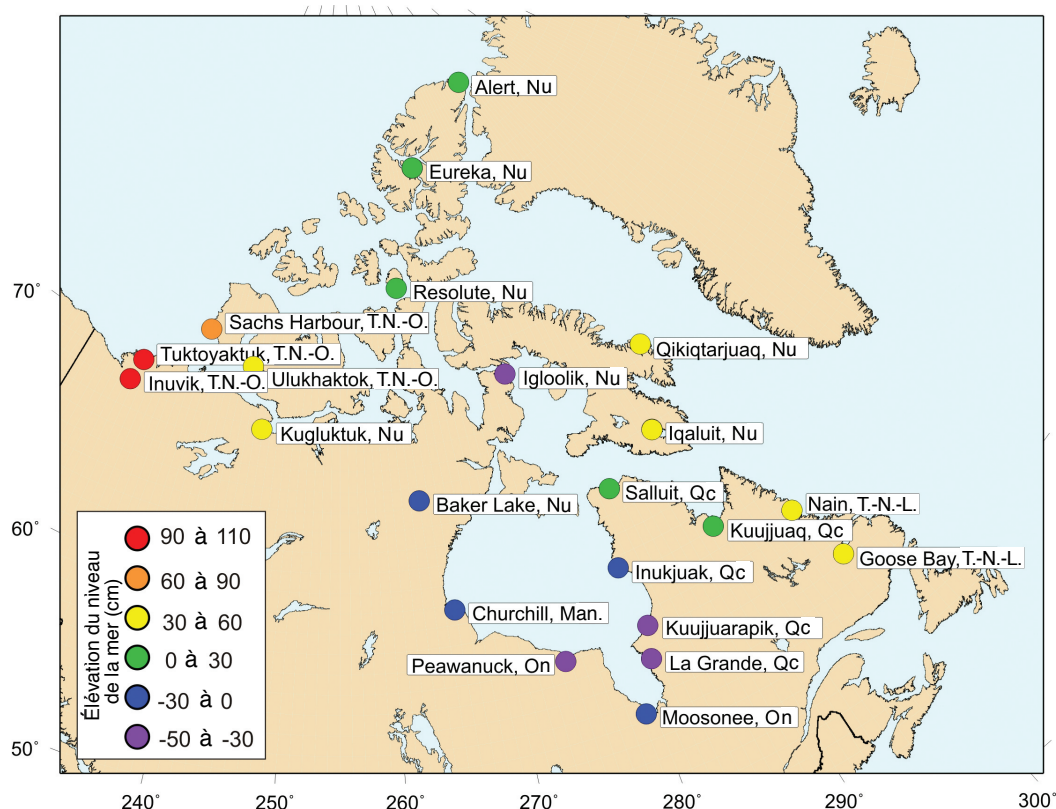 Alert, Nu
Eureka, Nu
70°
Resolute, Nu
Sachs Harbour, T.N.-O.
Qikiqtarjuaq, Nu
Tuktoyaktuk, T.N.-O.
Inuvik, T.N.-O.
Ulukhaktok, T.N.-O.
Igloolik, Nu
Kugluktuk, Nu
Iqaluit, Nu
Salluit, Qc
Baker Lake, Nu
Nain, T.-N.-L.
60°
Kuujjuaq, Qc
Goose Bay, T.-N.-L.
Inukjuak, Qc
Churchill, Man.
Kuujjuarapik, Qc
Peawanuck, On
La Grande, Qc
Moosonee, On
Élévation du niveau
de la mer (cm)
90 à 110
60 à 90
30 à 60
0 à 30
-30 à 0
-50 à -30
50°
240° 250° 260° 270° 280° 290° 300°